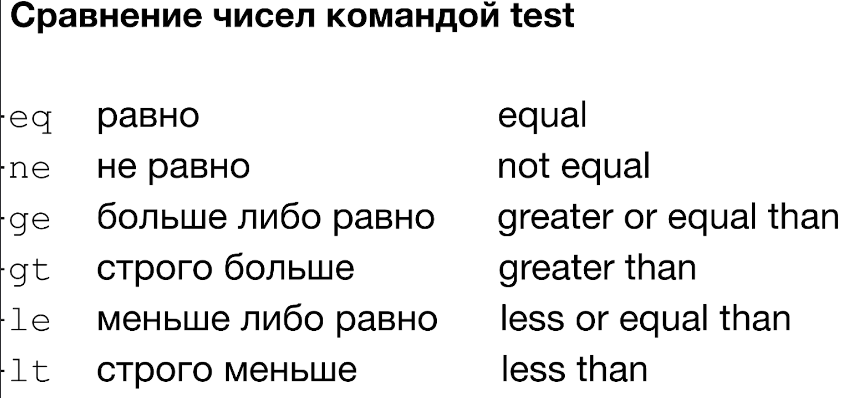 Сравнение чисел командой test
-eq равно equal
-ne не равно not equal
-ge больше либо равно greater or equal than
-gt строго больше greater than
-le меньше либо равно less or equal than
-lt строго меньше less than